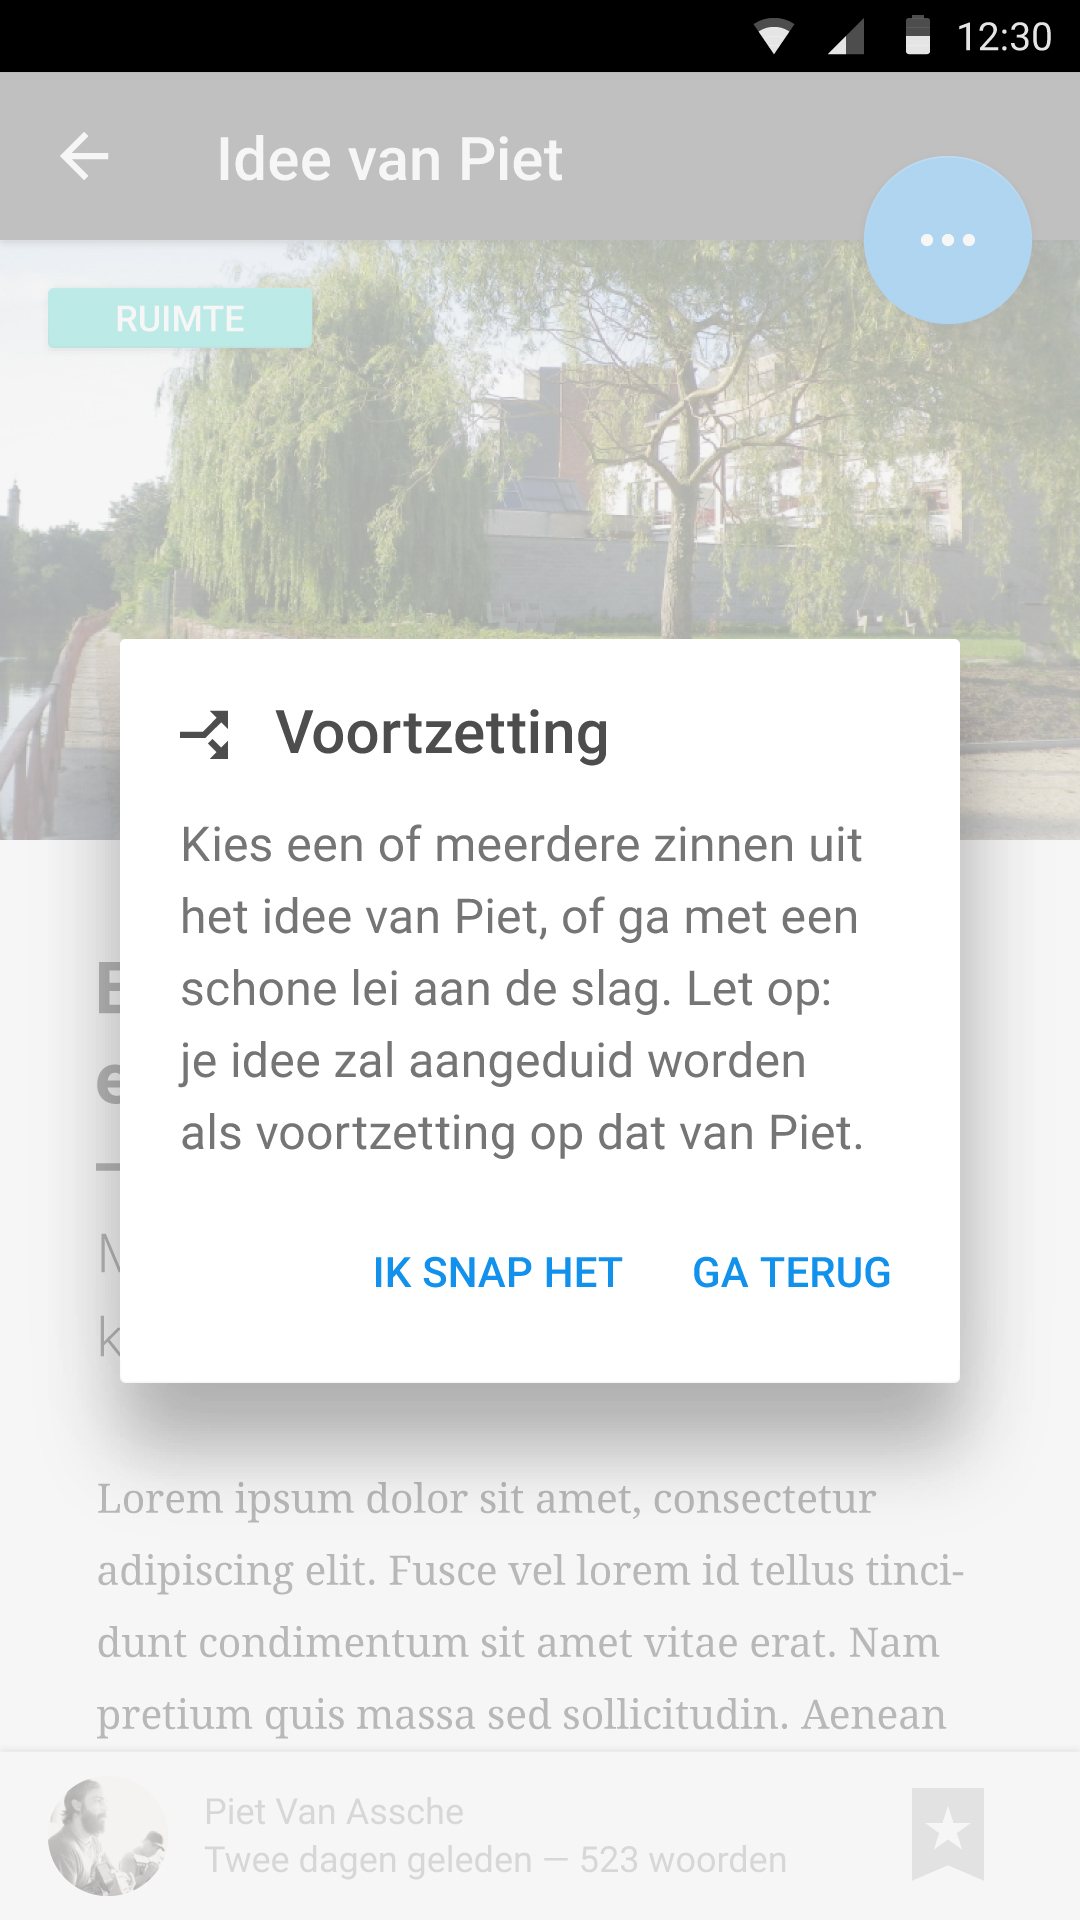 12:30
Idee van Piet
RUIMTE
Voortzetting
Kies een of meerdere zinnen uit
het idee van Piet, of ga met een
schone lei aan de slag. Let op:
je idee zal aangeduid worden
als voortzetting op dat van Piet.
IK SNAP HET GA TERUG
Lorem ipsum dolor sit amet, consectetur
adipiscing elit. Fusce vel lorem id tellus tinci-
dunt condimentum sit amet vitae erat. Nam
pretium quis massa sed sollicitudin. Aenean
Piet Van Assche
Twee dagen geleden — 523 woorden